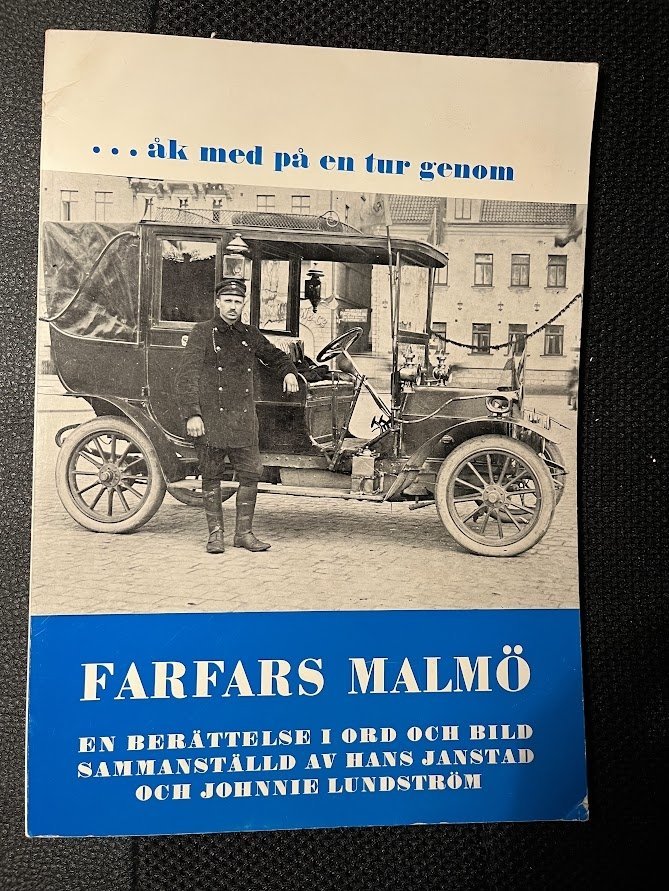 ... åk med på en tur genom
FARFARS MALMÖ
EN BERÄTTELSE I ORD OCH BILD
SAMMANSTÄLLD AV HANS JANSTAD
OCH JOHNNIE LUNDSTRÖM